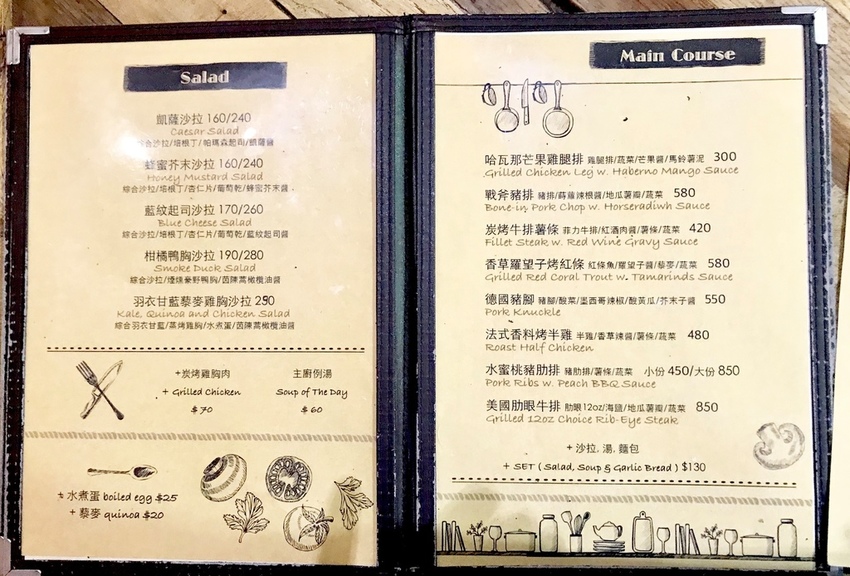 Salad
凱薩沙拉 160/240
Caesar Salad
綜合沙拉/培根丁/帕瑪森起司/凱薩醬
蜂蜜芥末沙拉 160/240
Honey Mustard Salad
綜合沙拉/培根丁/杏仁片/葡萄乾/蜂蜜芥末醬
藍紋起司沙拉 170/260
Blue Cheese Salad
綜合沙拉/培根丁/杏仁片/葡萄乾/藍紋起司醬
柑橘鴨胸沙拉 190/280
Smoke Duck Salad
綜合沙拉/煙燻豪野鴨胸/茵陳蒿橄欖油醬
羽衣甘藍藜麥雞胸沙拉 250
Kale, Quinoa and Chicken Salad
綜合羽衣甘藍/蒸烤雞胸/水煮蛋/茵陳蒿橄欖油醬
+炭烤雞胸肉
+ Grilled Chicken
$70
主廚例湯
Soup of The Day
$60
+ 水煮蛋 boiled egg $25
+ 藜麥 quinoa $20
Main Course
哈瓦那芒果雞腿排 雞腿排/蔬菜/芒果醬/馬鈴薯泥 300
Grilled Chicken Leg w. Haberno Mango Sauce
戰斧豬排 豬排/蒔蘿辣根醬/地瓜薯瓣/蔬菜 580
Bone-in Pork Chop w. Horseradiwh Sauce
炭烤牛排薯條 菲力牛排/紅酒肉醬/薯條/蔬菜 420
Fillet Steak w. Red Wine Gravy Sauce
香草羅望子烤紅條 紅條魚/羅望子醬/藜麥/蔬菜 580
Grilled Red Coral Trout w. Tamarinds Sauce
德國豬腳 豬腳/酸菜/墨西哥辣椒/酸黃瓜/芥末子醬 550
Pork Knuckle
法式香料烤半雞 半雞/香草辣醬/薯條/蔬菜 480
Roast Half Chicken
水蜜桃豬肋排 豬肋排/薯條/蔬菜 小份 450/大份 850
Pork Ribs w. Peach BBQ Sauce
美國肋眼牛排 肋眼12oz/海鹽/地瓜薯瓣/蔬菜 850
Grilled 12oz Choice Rib-Eye Steak
+ 沙拉, 湯, 麵包
+ SET ( Salad, Soup & Garlic Bread ) $130